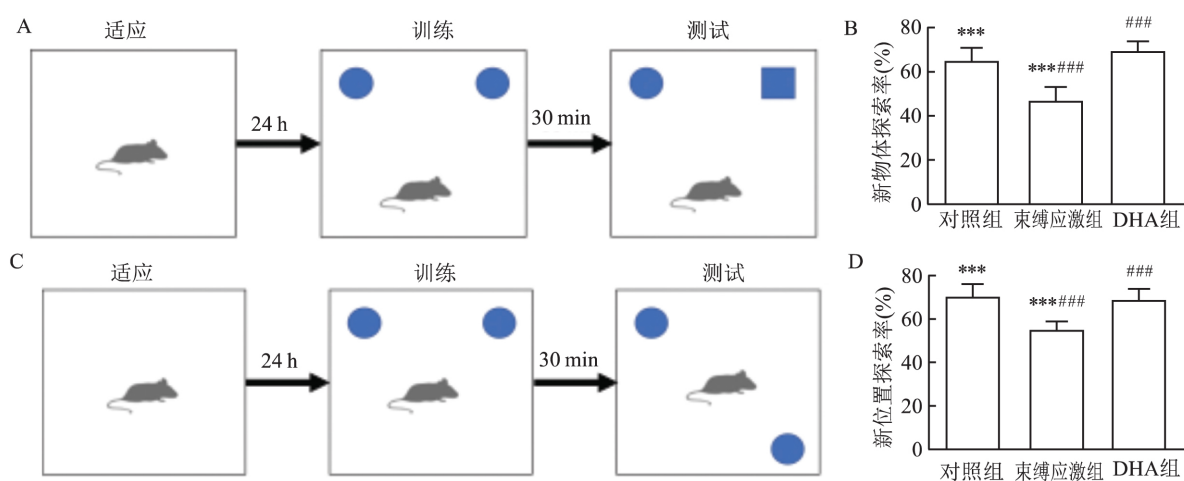 A
适应
训练
测试
24 h
30 min
B
新物体探索率(%)
80
60
40
60
0
***
***###
###
对照组
束缚应激组
DHA组
C
适应
训练
测试
24 h
30 min
D
新位置探索率(%)
80
60
40
60
0
***
***###
###
对照组
束缚应激组
DHA组